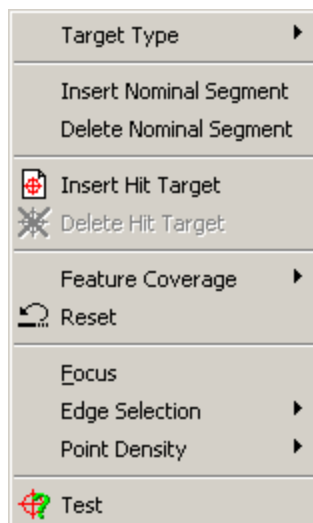 Target Type
Insert Nominal Segment
Delete Nominal Segment
Insert Hit Target
Delete Hit Target
Feature Coverage
Reset
Focus
Edge Selection
Point Density
Test